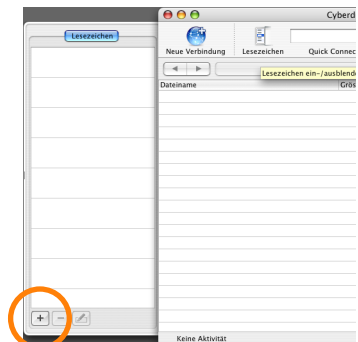 Cyberd
Lesezeichen
Neue Verbindung Lesezeichen Quick Connec
Lesezeichen ein-/ausblende
Dateiname Grös
Keine Aktivität